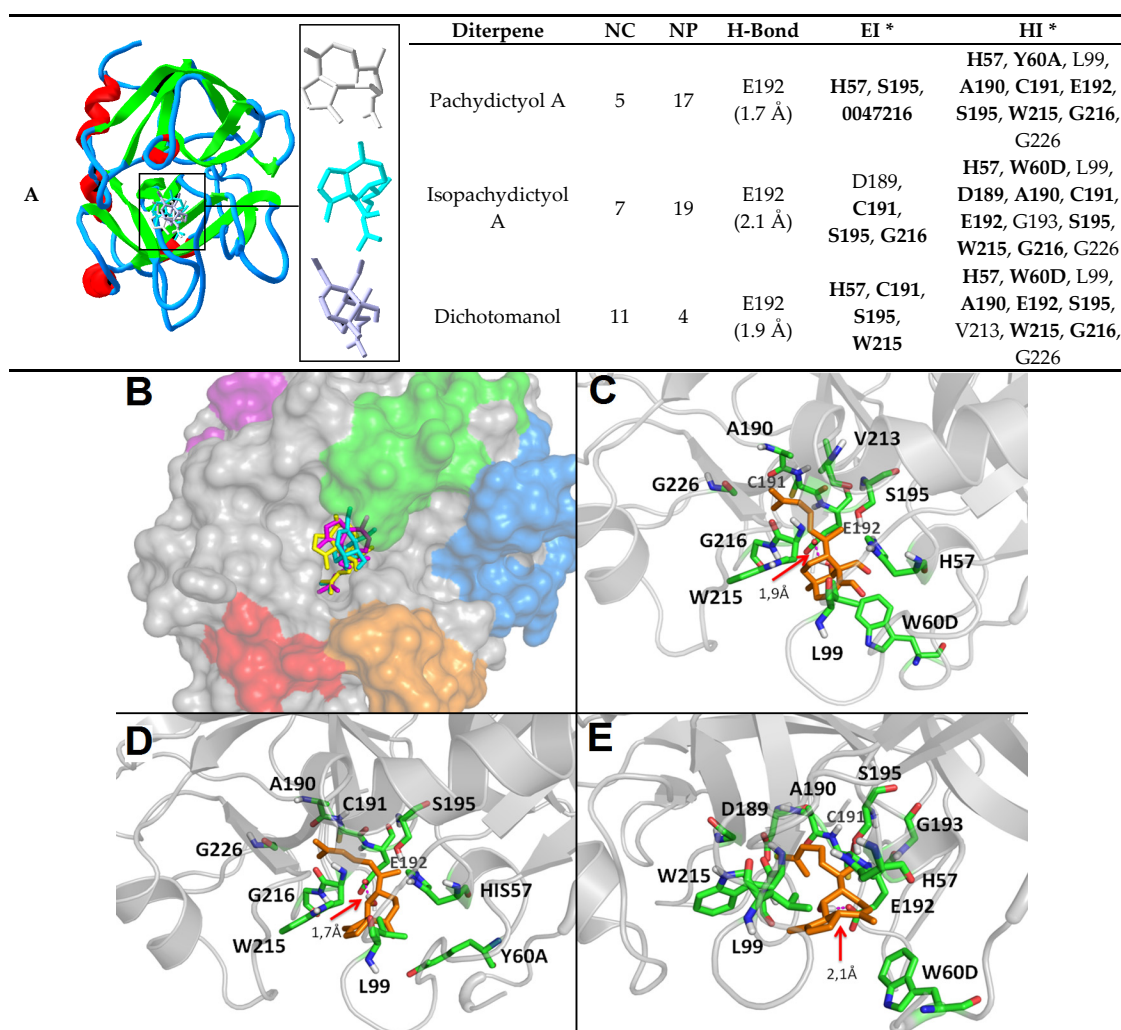 A
Diterpene NC NP H-Bond EI * HI *
Pachydictyol A 5 17 E192 (1.7 Å) H57, S195, 0047216 H57, Y60A, L99, A190, C191, E192, S195, W215, G216, G226
Isopachydictyol A 7 19 E192 (2.1 Å) D189, C191, S195, G216 H57, W60D, L99, D189, A190, C191, E192, G193, S195, W215, G216, G226
Dichotomanol 11 4 E192 (1.9 Å) H57, C191, S195, W215 H57, W60D, L99, A190, E192, S195, V213, W215, G216, G226
B
C
A190
V213
C191
G226
S195
E192
G216
H57
W215
1,9Å
W60D
L99
D
A190
C191
S195
G226
E192
G216
HIS57
1,7Å
W215
Y60A
L99
E
S195
A190
D189
C191
G193
W215
H57
E192
L99
2,1Å
W60D